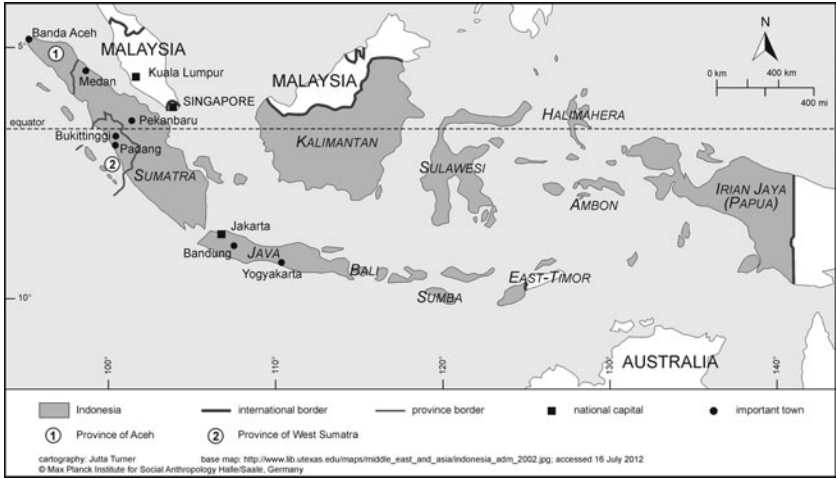 N
0 km 400 km
400 mi
Banda Aceh
5°
1
MALAYSIA
Kuala Lumpur
Medan
MALAYSIA
SINGAPORE
HALMAHERA
Pekanbaru
equator
Bukittinggi
Padang
KALIMANTAN
2
SUMATRA
SULAWESI
IRIAN JAYA
(PAPUA)
AMBON
Jakarta
Bandung
JAVA
Yogyakarta
BALI
EAST-TIMOR
SUMBA
10°
AUSTRALIA
100°
110°
120°
130°
140°
Indonesia international border province border national capital important town
1 Province of Aceh 2 Province of West Sumatra
cartography: Jutta Turner base map: http://www.lib.utexas.edu/maps/middle_east_and_asia/indonesia_adm_2002.jpg; accessed 16 July 2012
© Max Planck Institute for Social Anthropology Halle/Saale, Germany